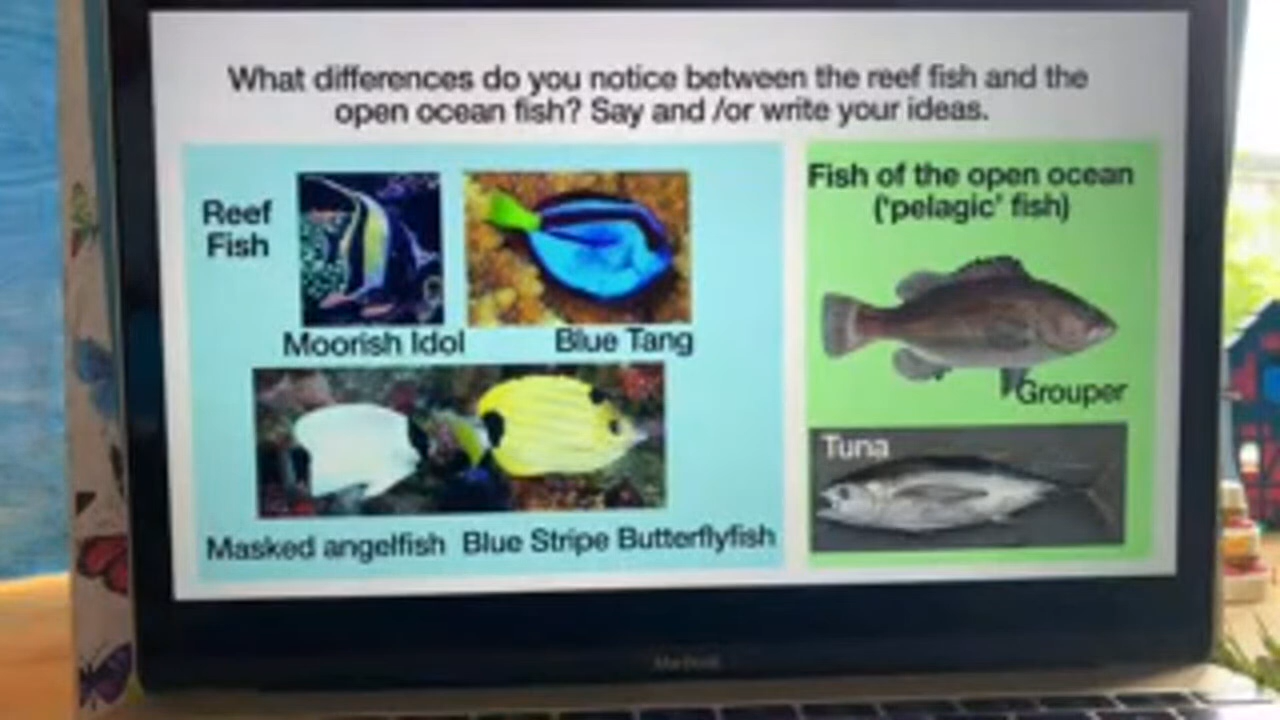 What differences do you notice between the reef fish and the
open ocean fish? Say and /or write your ideas.
Reef
Fish
Moorish Idol
Blue Tang
Masked angelfish
Blue Stripe Butterflyfish
Fish of the open ocean
('pelagic' fish)
Grouper
Tuna
MacBook